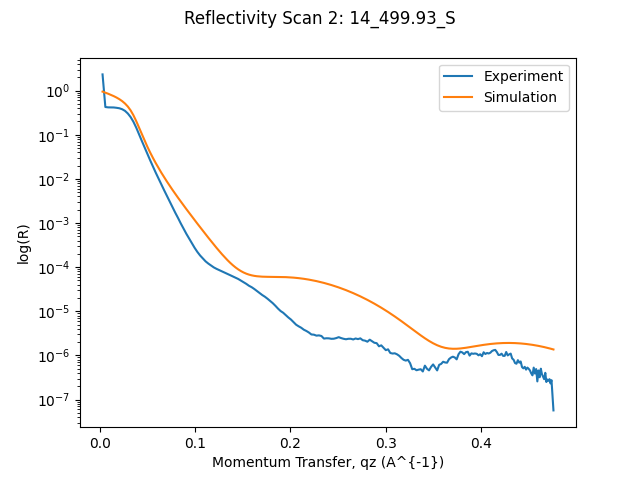 Reflectivity Scan 2: 14_499.93_S
Experiment
Simulation
10^0
10^-1
10^-2
10^-3
10^-4
10^-5
10^-6
10^-7
log(R)
0.0 0.1 0.2 0.3 0.4
Momentum Transfer, qz (A^{-1})